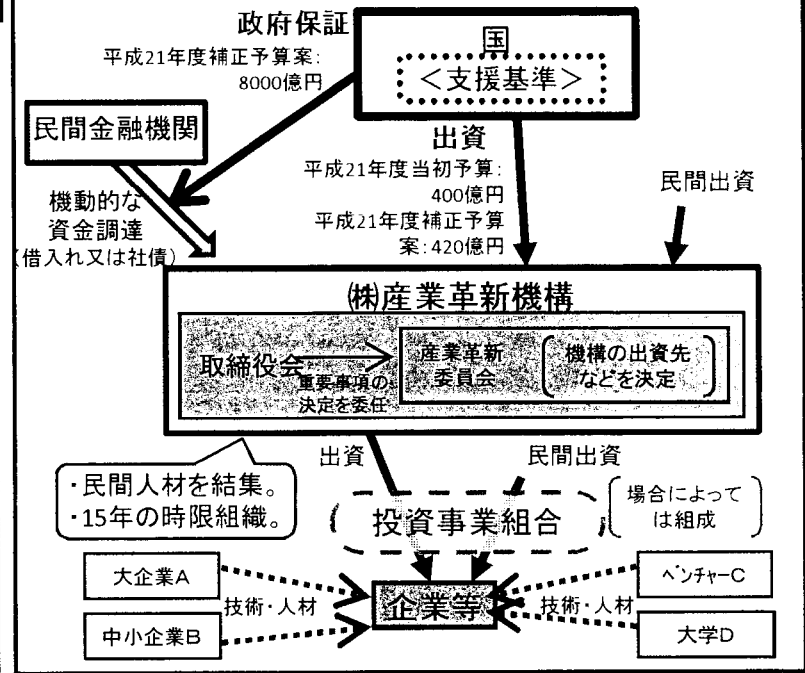 政府保証
平成21年度補正予算案:
8000億円
国
<支援基準>
民間金融機関
出資
平成21年度当初予算:
400億円
平成21年度補正予算
案:420億円
民間出資
機動的な
資金調達
(借入れ又は社債)
㈱産業革新機構
取締役会
重要事項の
決定を委任
産業革新
委員会
機構の出資先
などを決定
出資
民間出資
・民間人材を結集。
・15年の時限組織。
投資事業組合
場合によって
は組成
大企業A
中小企業B
技術・人材
企業等
技術・人材
ベンチャーC
大学D